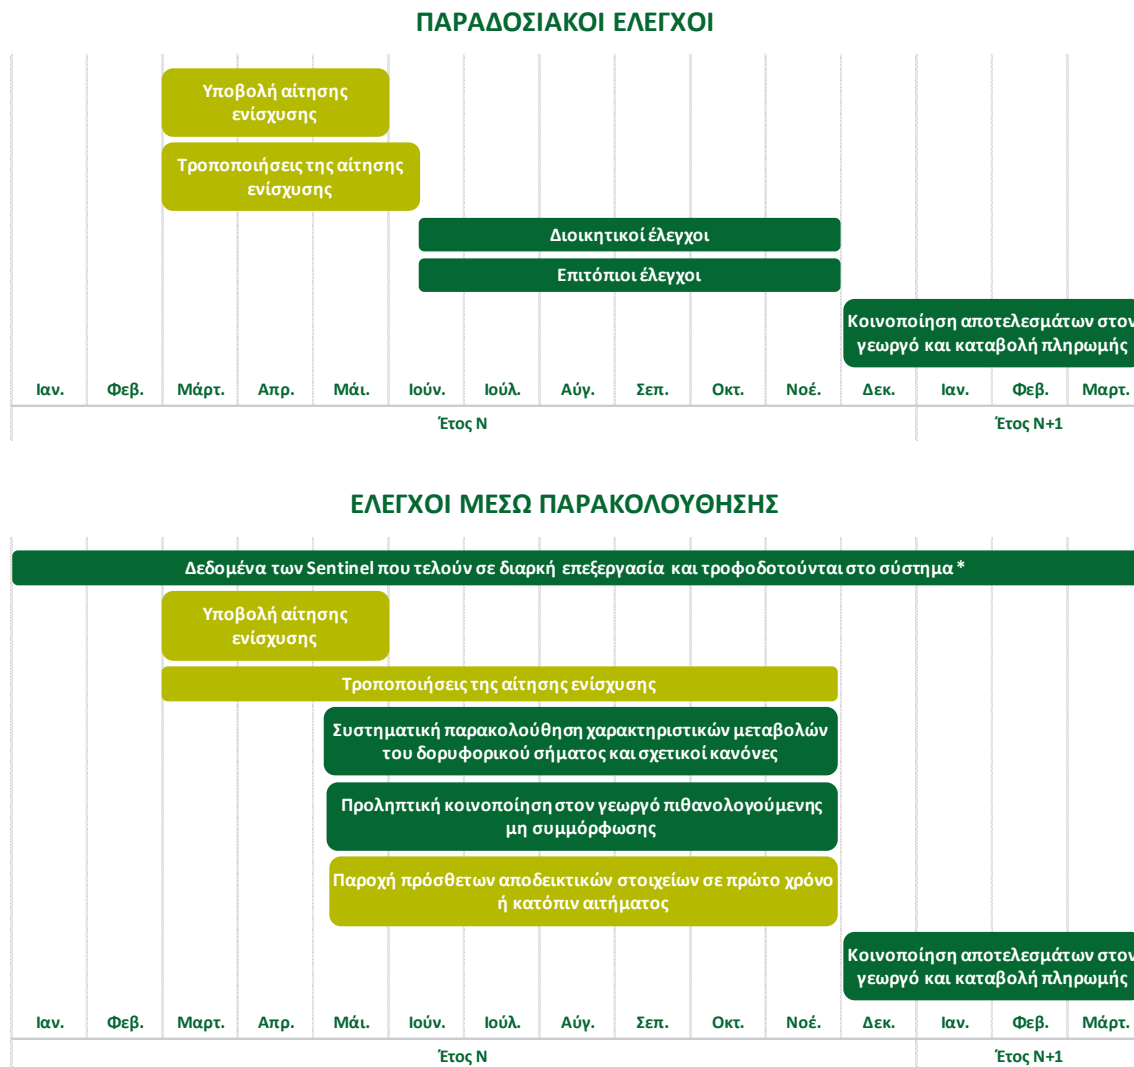 ΠΑΡΑΔΟΣΙΑΚΟΙ ΕΛΕΓΧΟΙ
Υποβολή αίτησης
ενίσχυσης
Τροποποιήσεις της αίτησης
ενίσχυσης
Διοικητικοί έλεγχοι
Επιτόπιοι έλεγχοι
Κοινοποίηση αποτελεσμάτων στον
γεωργό και καταβολή πληρωμής
Ιαν. Φεβ. Μάρτ. Απρ. Μάι. Ιούν. Ιούλ. Αύγ. Σεπ. Οκτ. Νοέ. Δεκ. Ιαν. Φεβ. Μαρτ.
Έτος N Έτος N+1
ΕΛΕΓΧΟΙ ΜΕΣΩ ΠΑΡΑΚΟΛΟΥΘΗΣΗΣ
Δεδομένα των Sentinel που τελούν σε διαρκή επεξεργασία και τροφοδοτούνται στο σύστημα *
Υποβολή αίτησης
ενίσχυσης
Τροποποιήσεις της αίτησης ενίσχυσης
Συστηματική παρακολούθηση χαρακτηριστικών μεταβολών
του δορυφορικού σήματος και σχετικοί κανόνες
Προληπτική κοινοποίηση στον γεωργό πιθανολογούμενης
μη συμμόρφωσης
Παροχή πρόσθετων αποδεικτικών στοιχείων σε πρώτο χρόνο
ή κατόπιν αιτήματος
Κοινοποίηση αποτελεσμάτων στον
γεωργό και καταβολή πληρωμής
Ιαν. Φεβ. Μαρτ. Απρ. Μάι. Ιούν. Ιούλ. Αύγ. Σεπ. Οκτ. Νοέ. Δεκ. Ιαν. Φεβ. Μάρτ.
Έτος N Έτος N+1